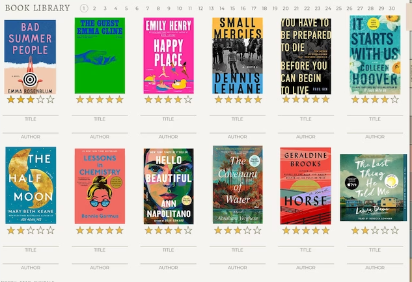 BOOK LIBRARY 1 2 3 4 5 6 7 8 9 10 11 12 13 14 15 16 17 18 19 20 21 22 23 24 25 26 27 28 29 30
BAD
SUMMER
PEOPLE
EMMA ROSENBLUM
THE GUEST
EMMA CLINE
EMILY HENRY
HAPPY
PLACE
SMALL
MERCIES
DENNIS
LEHANE
YOU HAVE TO
BE PREPARED
TO DIE
BEFORE YOU
CAN BEGIN
TO LIVE
IT
STARTS
WITH US
COLLEEN
HOOVER
TITLE TITLE TITLE TITLE TITLE TITLE
AUTHOR AUTHOR AUTHOR AUTHOR AUTHOR AUTHOR
THE
HALF
MOON
MARY BETH KEANE
LESSONS
IN
CHEMISTRY
Bonnie Garmus
HELLO
BEAUTIFUL
ANN
NAPOLITANO
The
Covenant
of
Water
Abraham Verghese
GERALDINE
BROOKS
HORSE
The Last
Thing
He
Told Me
Laura Dave
TITLE TITLE TITLE TITLE TITLE TITLE
AUTHOR AUTHOR AUTHOR AUTHOR AUTHOR AUTHOR